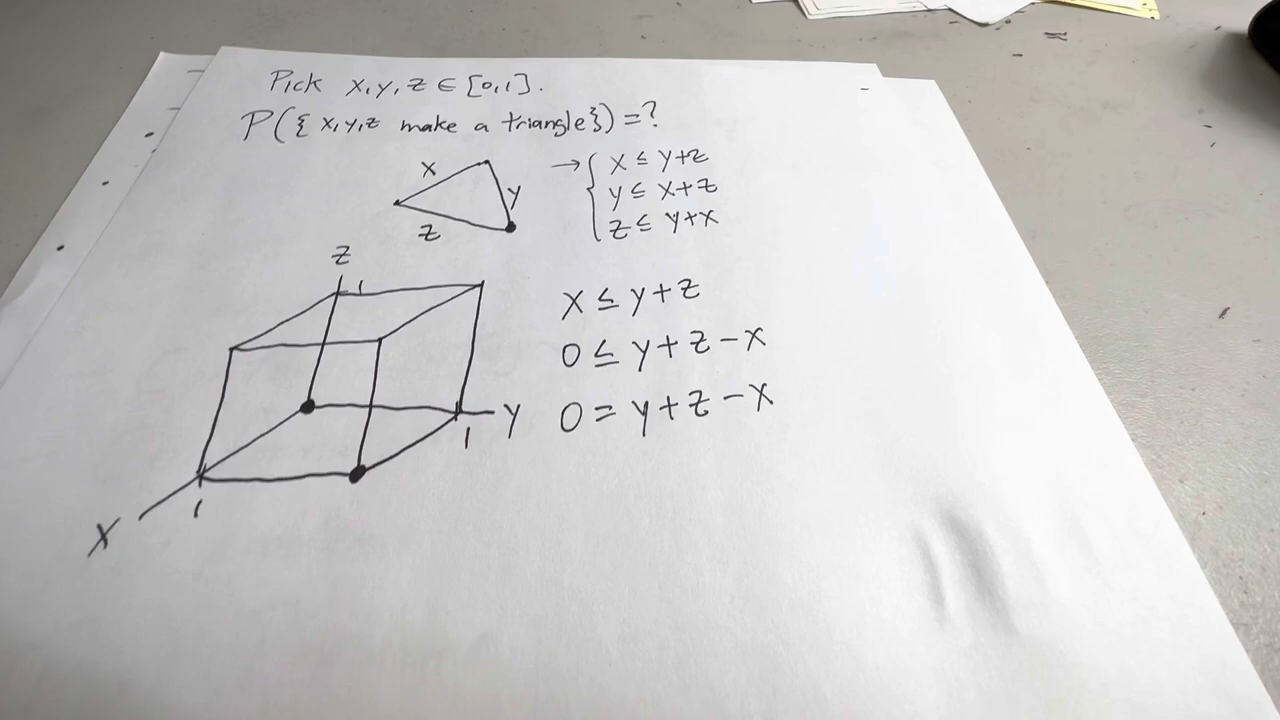 Pick x,y,z ∈ [0,1].
P({x,y,z make a triangle}) = ?
x
y
z
→ { x ≤ y+z
y ≤ x+z
z ≤ y+x
z
1
y
1
x
1
x ≤ y+z
0 ≤ y+z-x
0 = y+z-x